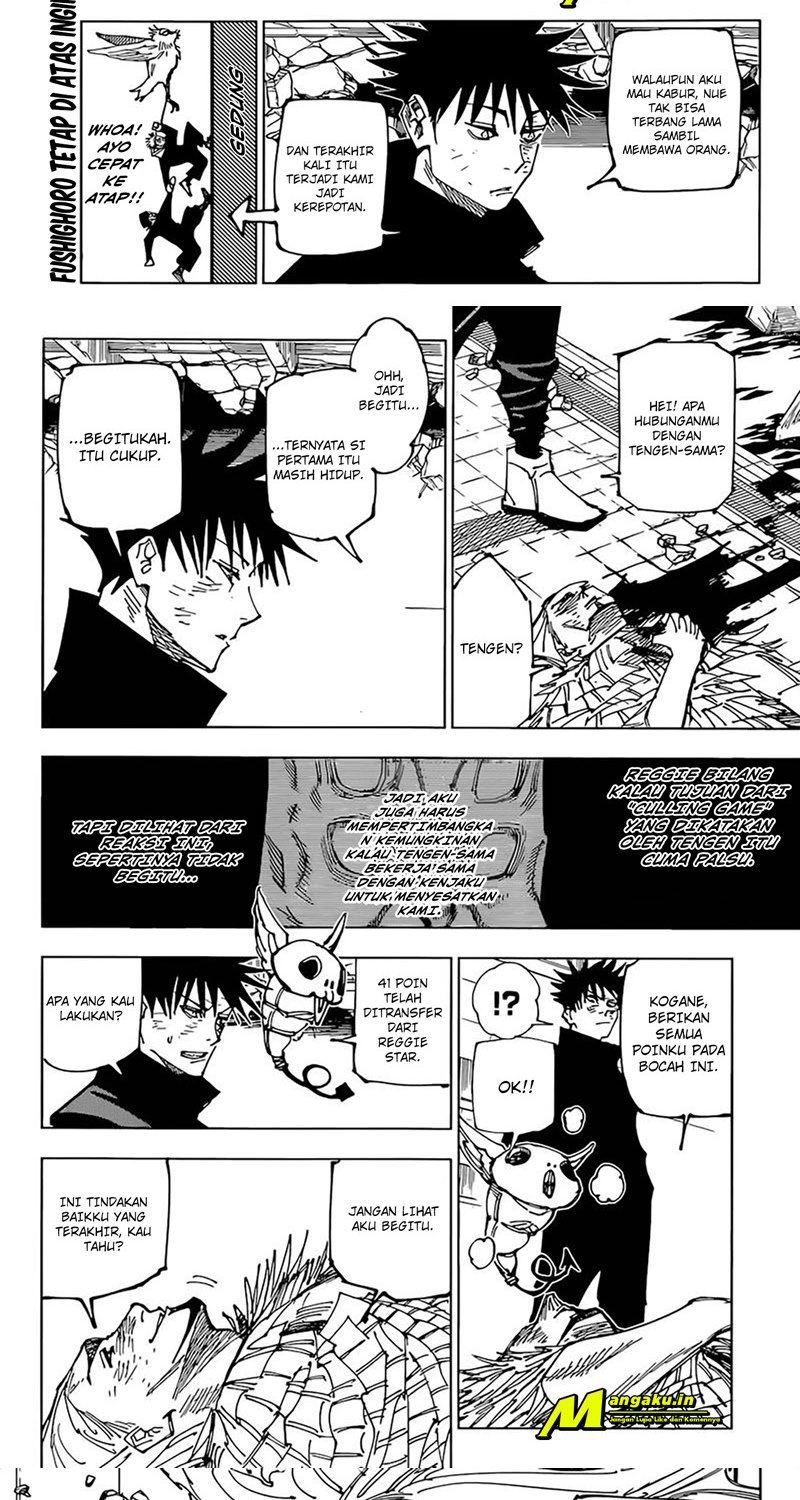 WALAUPUN AKU
MAU KABUR, NUE
TAK BISA
TERBANG LAMA
SAMBIL
MEMBAWA ORANG.
DAN TERAKHIR
KALI ITU
TERJADI KAMI
JADI
KEREPOTAN.
GEDUNG
WHOA!
AYO
CEPAT
KE
ATAP!!
FUSHIGHORO TETAP DI ATAS INGIN
HEI! APA
HUBUNGANMU
DENGAN
TENGEN-SAMA?
TENGEN?
OHH,
JADI
BEGITU...
...TERNYATA SI
PERTAMA ITU
MASIH HIDUP.
...BEGITUKAH.
ITU CUKUP.
REGGIE BILANG
KALAU TUJUAN DARI
"CULLING GAME"
YANG DIKATAKAN
OLEH TENGEN ITU
CUMA PALSU.
JADI AKU
JUGA HARUS
MEMPERTIMBANGKA
N KEMUNGKINAN
KALAU TENGEN-SAMA
BEKERJA SAMA
DENGAN KENJAKU
UNTUK MENYESATKAN
KAMI.
TAPI DILIHAT DARI
REAKSI INI,
SEPERTINYA TIDAK
BEGITU...
KOGANE,
BERIKAN
SEMUA
POINKU PADA
BOCAH INI.
!?
OK!!
41 POIN
TELAH
DITRANSFER
DARI
REGGIE
STAR.
APA YANG KAU
LAKUKAN?
JANGAN LIHAT
AKU BEGITU.
INI TINDAKAN
BAIKKU YANG
TERAKHIR, KAU
TAHU?
Mangaku.in
Jangan Lupa Like dan Komennya